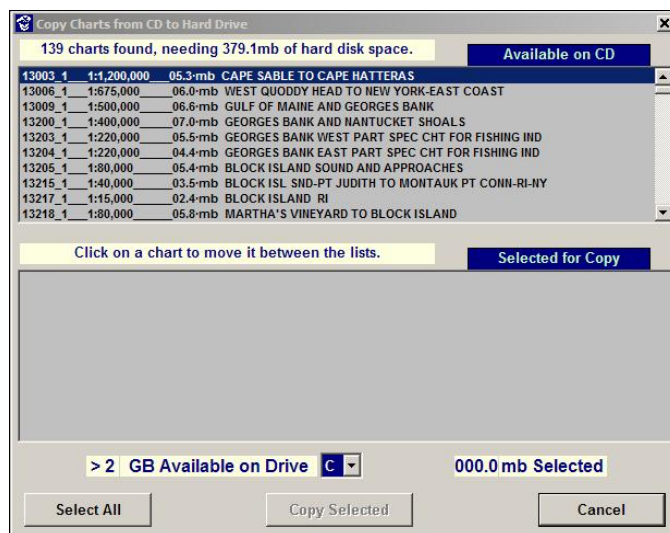 Copy Charts from CD to Hard Drive
139 charts found, needing 379.1mb of hard disk space.
Available on CD
13003_1___1:1,200,000___05.3·mb CAPE SABLE TO CAPE HATTERAS
13006_1___1:675,000_____06.0·mb WEST QUODDY HEAD TO NEW YORK-EAST COAST
13009_1___1:500,000_____06.6·mb GULF OF MAINE AND GEORGES BANK
13200_1___1:400,000_____07.0·mb GEORGES BANK AND NANTUCKET SHOALS
13203_1___1:220,000_____05.5·mb GEORGES BANK WEST PART SPEC CHT FOR FISHING IND
13204_1___1:220,000_____04.4·mb GEORGES BANK EAST PART SPEC CHT FOR FISHING IND
13205_1___1:80,000______05.4·mb BLOCK ISLAND SOUND AND APPROACHES
13215_1___1:40,000______03.5·mb BLOCK ISL SND-PT JUDITH TO MONTAUK PT CONN-RI-NY
13217_1___1:15,000______02.4·mb BLOCK ISLAND RI
13218_1___1:80,000______05.8·mb MARTHA'S VINEYARD TO BLOCK ISLAND
Click on a chart to move it between the lists.
Selected for Copy
> 2 GB Available on Drive C
000.0 mb Selected
Select All
Copy Selected
Cancel